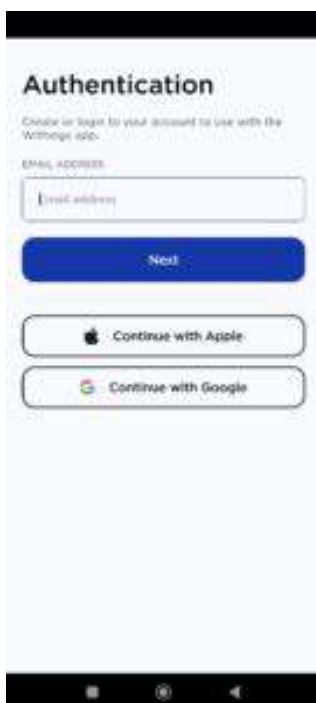 Authentication
Create or login to your account to use with the
Withings app.
EMAIL ADDRESS
Email address
Next
Continue with Apple
Continue with Google